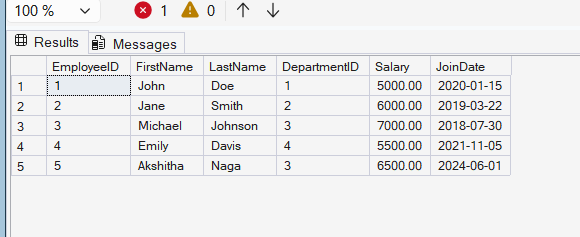 100 % 1 0
Results Messages
EmployeeID FirstName LastName DepartmentID Salary JoinDate
1 1 John Doe 1 5000.00 2020-01-15
2 2 Jane Smith 2 6000.00 2019-03-22
3 3 Michael Johnson 3 7000.00 2018-07-30
4 4 Emily Davis 4 5500.00 2021-11-05
5 5 Akshitha Naga 3 6500.00 2024-06-01